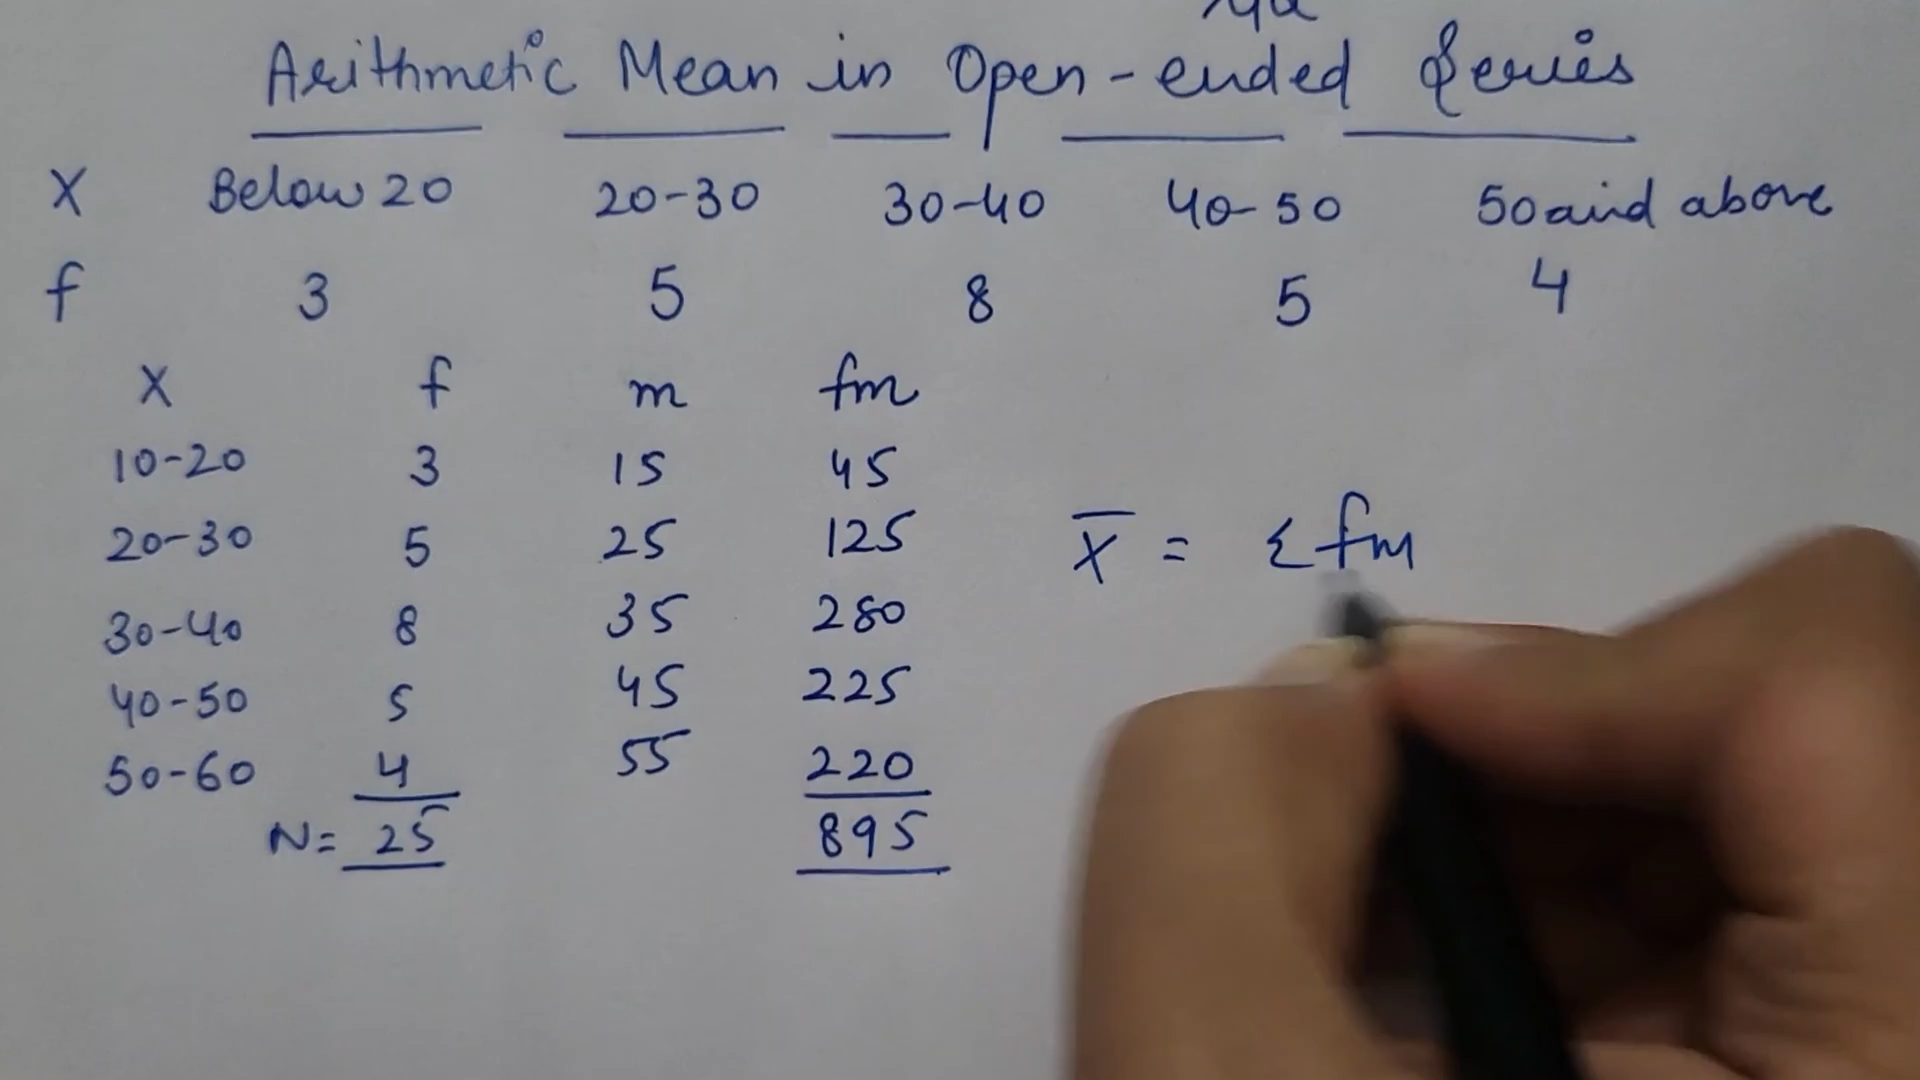 Arithmetic Mean in Open-ended Series
X Below 20 20-30 30-40 40-50 50 and above
f 3 5 8 5 4
X f m fm
10-20 3 15 45
20-30 5 25 125
X̄ = Σfm
30-40 8 35 280
40-50 5 45 225
50-60 4 55 220
N= 25 895